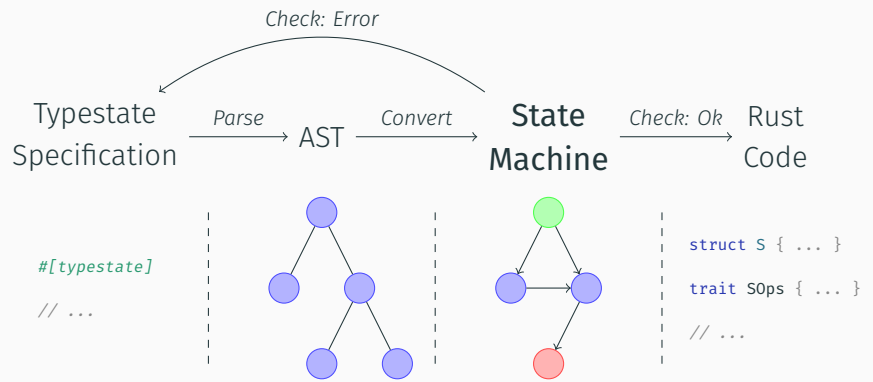 Check: Error
Typestate
Specification
Parse
AST
Convert
State
Machine
Check: Ok
Rust
Code
#[typestate]
// ...
struct S { ... }
trait SOps { ... }
// ...